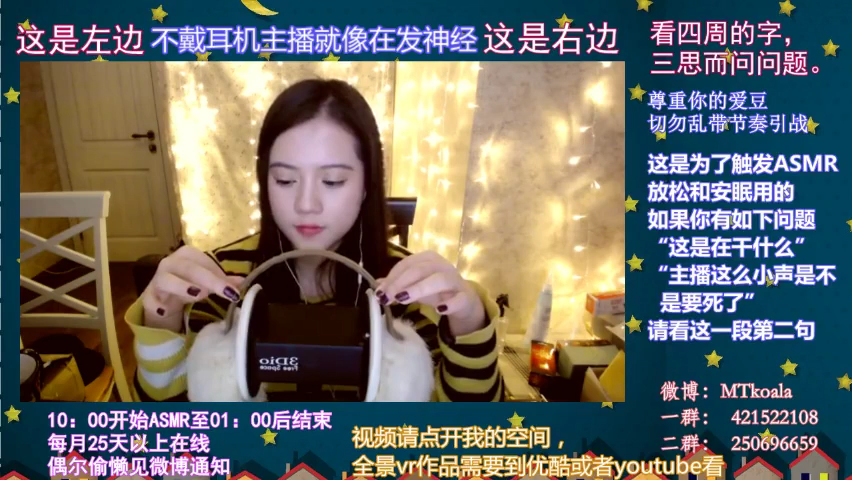 这是左边 不戴耳机主播就像在发神经 这是右边
看四周的字，
三思而问问题。
尊重你的爱豆
切勿乱带节奏引战
这是为了触发ASMR
放松和安眠用的
如果你有如下问题
“这是在干什么”
“主播这么小声是不
是要死了”
请看这一段第二句
3Dio
Free Space
微博：MTkoala
一群： 421522108
二群： 250696659
10：00开始ASMR至01：00后结束
每月25天以上在线
偶尔偷懒见微博通知
视频请点开我的空间，
全景vr作品需要到优酷或者youtube看